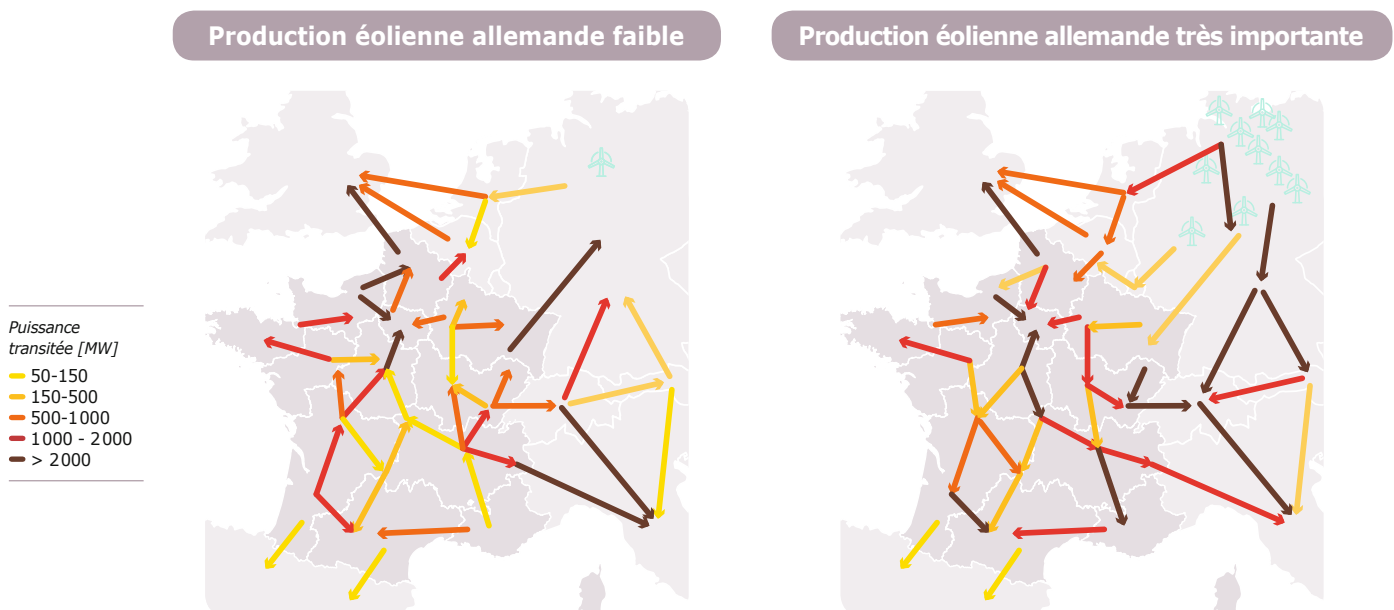 Production éolienne allemande faible
Production éolienne allemande très importante
Puissance
transitée [MW]
50-150
150-500
500-1000
1000 - 2000
> 2000